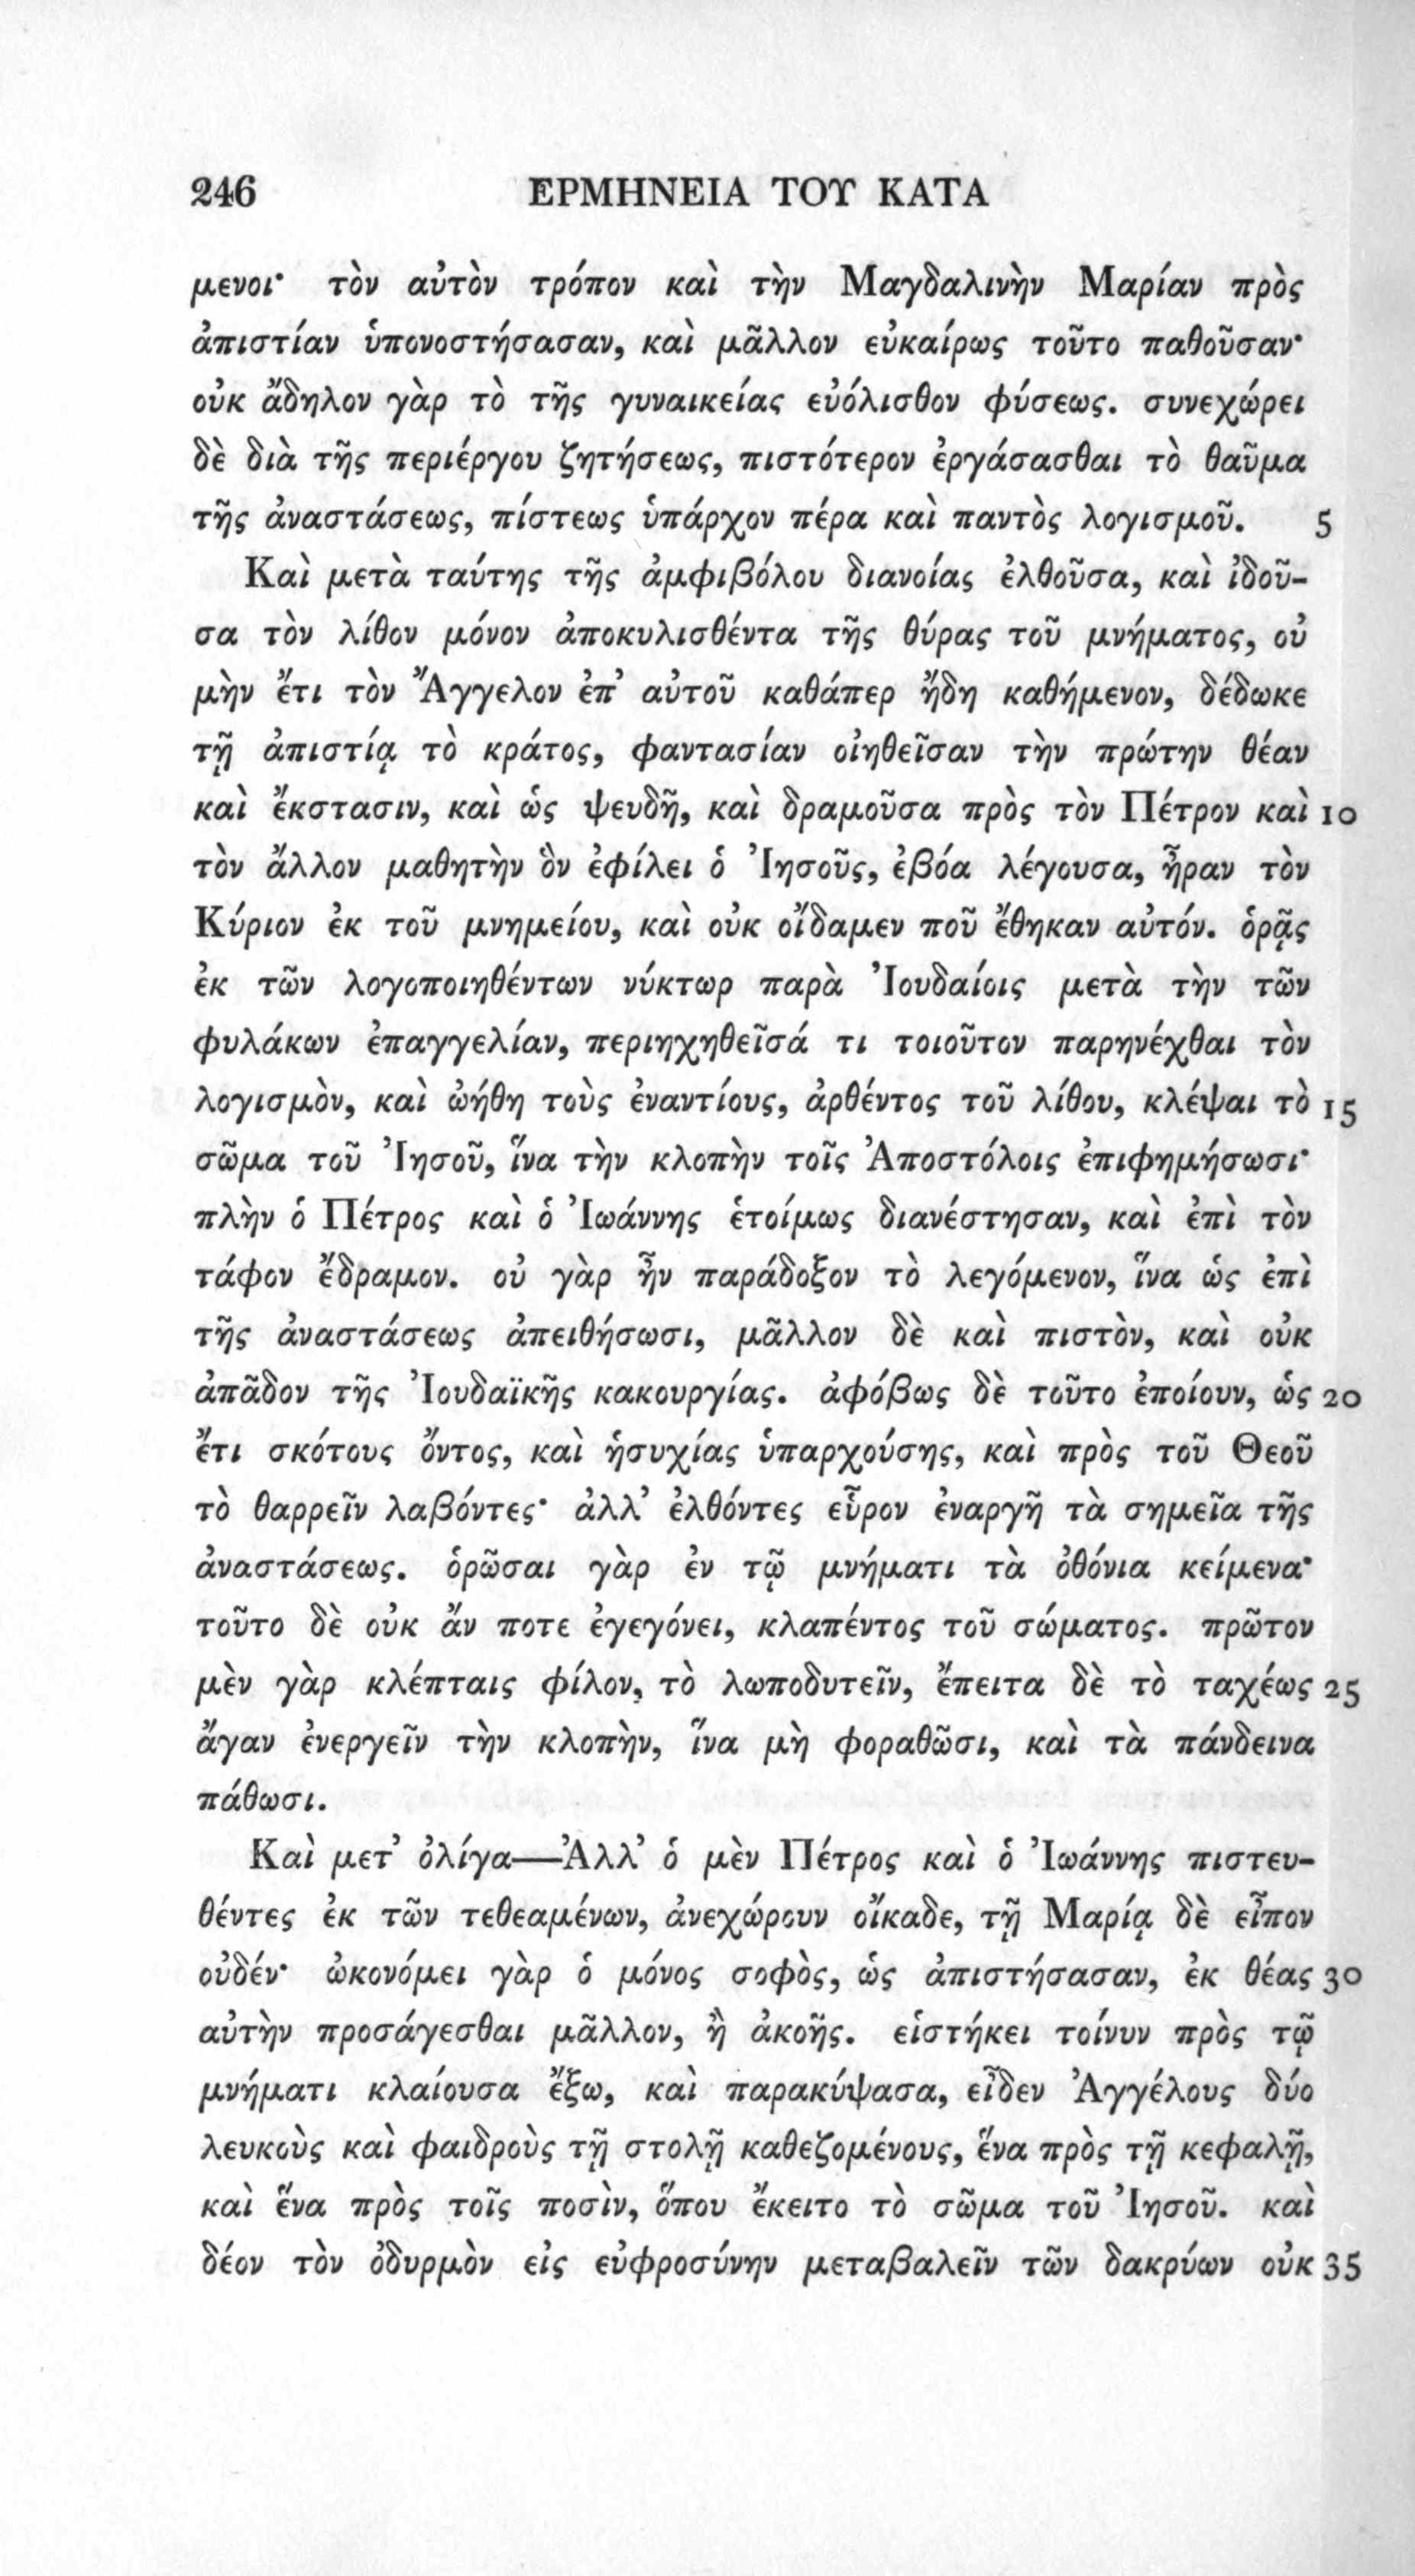 246 ΕΡΜΗΝΕΙΑ ΤΟΥ ΚΑΤΑ
μενοι· τὸν αὐτὸν τρόπον καὶ τὴν Μαγδαλινὴν Μαρίαν πρὸς
ἀπιστίαν ὑπονοστήσασαν, καὶ μᾶλλον εὐκαίρως τοῦτο παθοῦσαν·
οὐκ ἄδηλον γὰρ τὸ τῆς γυναικείας εὐόλισθον φύσεως. συνεχώρει
δὲ διὰ τῆς περιέργου ζητήσεως, πιστότερον ἐργάσασθαι τὸ θαῦμα
τῆς ἀναστάσεως, πίστεως ὑπάρχον πέρα καὶ παντὸς λογισμοῦ. 5
Καὶ μετὰ ταύτης τῆς ἀμφιβόλου διανοίας ἐλθοῦσα, καὶ ἰδοῦ-
σα τὸν λίθον μόνον ἀποκυλισθέντα τῆς θύρας τοῦ μνήματος, οὐ
μὴν ἔτι τὸν Ἄγγελον ἐπ’ αὐτοῦ καθάπερ ἤδη καθήμενον, δέδωκε
τῇ ἀπιστίᾳ τὸ κράτος, φαντασίαν οἰηθεῖσαν τὴν πρώτην θέαν
καὶ ἔκστασιν, καὶ ὡς ψευδῆ, καὶ δραμοῦσα πρὸς τὸν Πέτρον καὶ 10
τὸν ἄλλον μαθητὴν ὃν ἐφίλει ὁ Ἰησοῦς, ἐβόα λέγουσα, ἦραν τὸν
Κύριον ἐκ τοῦ μνημείου, καὶ οὐκ οἴδαμεν ποῦ ἔθηκαν αὐτόν. ὁρᾷς
ἐκ τῶν λογοποιηθέντων νύκτωρ παρὰ Ἰουδαίοις μετὰ τὴν τῶν
φυλάκων ἐπαγγελίαν, περιηχηθεῖσά τι τοιοῦτον παρηνέχθαι τὸν
λογισμὸν, καὶ ὠήθη τοὺς ἐναντίους, ἀρθέντος τοῦ λίθου, κλέψαι τὸ 15
σῶμα τοῦ Ἰησοῦ, ἵνα τὴν κλοπὴν τοῖς Ἀποστόλοις ἐπιφημήσωσι·
πλὴν ὁ Πέτρος καὶ ὁ Ἰωάννης ἑτοίμως διανέστησαν, καὶ ἐπὶ τὸν
τάφον ἔδραμον. οὐ γὰρ ἦν παράδοξον τὸ λεγόμενον, ἵνα ὡς ἐπὶ
τῆς ἀναστάσεως ἀπειθήσωσι, μᾶλλον δὲ καὶ πιστὸν, καὶ οὐκ
ἀπᾶδον τῆς Ἰουδαϊκῆς κακουργίας. ἀφόβως δὲ τοῦτο ἐποίουν, ὡς 20
ἔτι σκότους ὄντος, καὶ ἡσυχίας ὑπαρχούσης, καὶ πρὸς τοῦ Θεοῦ
τὸ θαρρεῖν λαβόντες· ἀλλ’ ἐλθόντες εὗρον ἐναργῆ τὰ σημεῖα τῆς
ἀναστάσεως. ὁρῶσαι γὰρ ἐν τῷ μνήματι τὰ ὀθόνια κείμενα·
τοῦτο δὲ οὐκ ἄν ποτε ἐγεγόνει, κλαπέντος τοῦ σώματος. πρῶτον
μὲν γὰρ κλέπταις φίλον, τὸ λωποδυτεῖν, ἔπειτα δὲ τὸ ταχέως 25
ἄγαν ἐνεργεῖν τὴν κλοπὴν, ἵνα μὴ φοραθῶσι, καὶ τὰ πάνδεινα
πάθωσι.
Καὶ μετ’ ὀλίγα—Ἀλλ’ ὁ μὲν Πέτρος καὶ ὁ Ἰωάννης πιστευ-
θέντες ἐκ τῶν τεθεαμένων, ἀνεχώρουν οἴκαδε, τῇ Μαρίᾳ δὲ εἶπον
οὐδέν· ὠκονόμει γὰρ ὁ μόνος σοφὸς, ὡς ἀπιστήσασαν, ἐκ θέας 30
αὐτὴν προσάγεσθαι μᾶλλον, ἢ ἀκοῆς. εἱστήκει τοίνυν πρὸς τῷ
μνήματι κλαίουσα ἔξω, καὶ παρακύψασα, εἶδεν Ἀγγέλους δύο
λευκοὺς καὶ φαιδροὺς τῇ στολῇ καθεζομένους, ἕνα πρὸς τῇ κεφαλῇ,
καὶ ἕνα πρὸς τοῖς ποσὶν, ὅπου ἔκειτο τὸ σῶμα τοῦ Ἰησοῦ. καὶ
δέον τὸν ὀδυρμὸν εἰς εὐφροσύνην μεταβαλεῖν τῶν δακρύων οὐκ 35